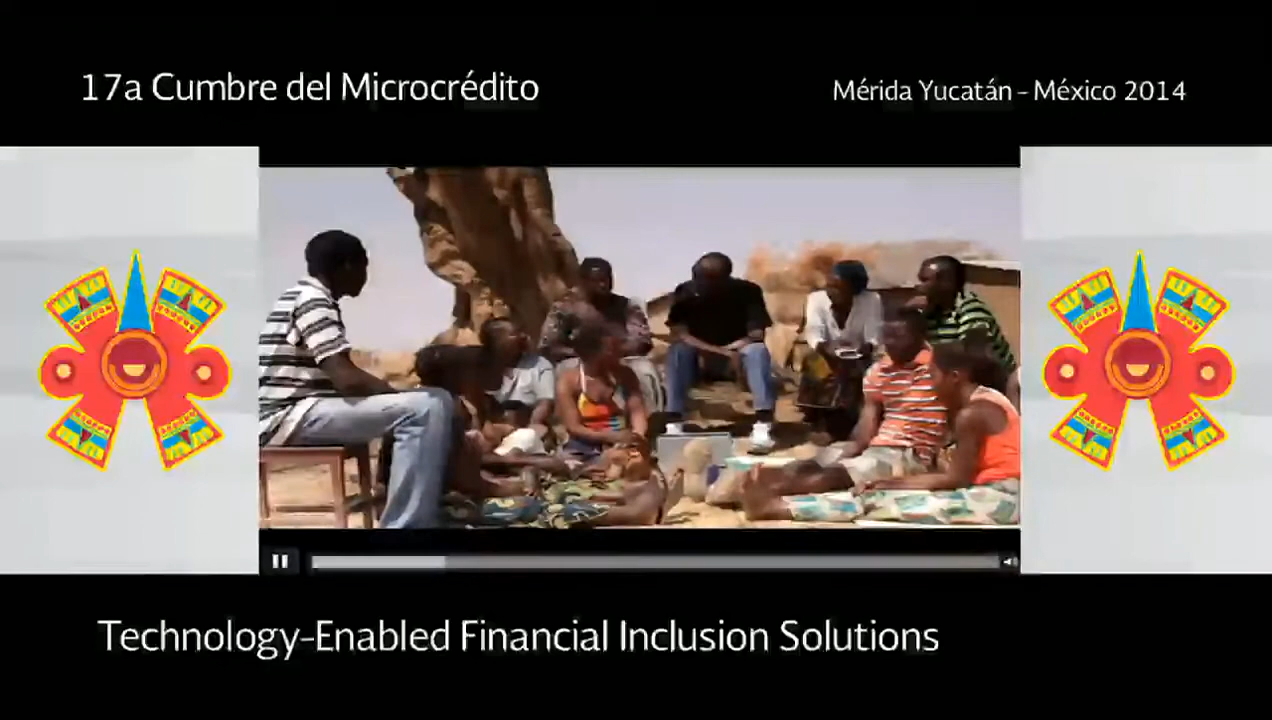 17a Cumbre del Microcrédito
Mérida Yucatán - México 2014
Technology-Enabled Financial Inclusion Solutions